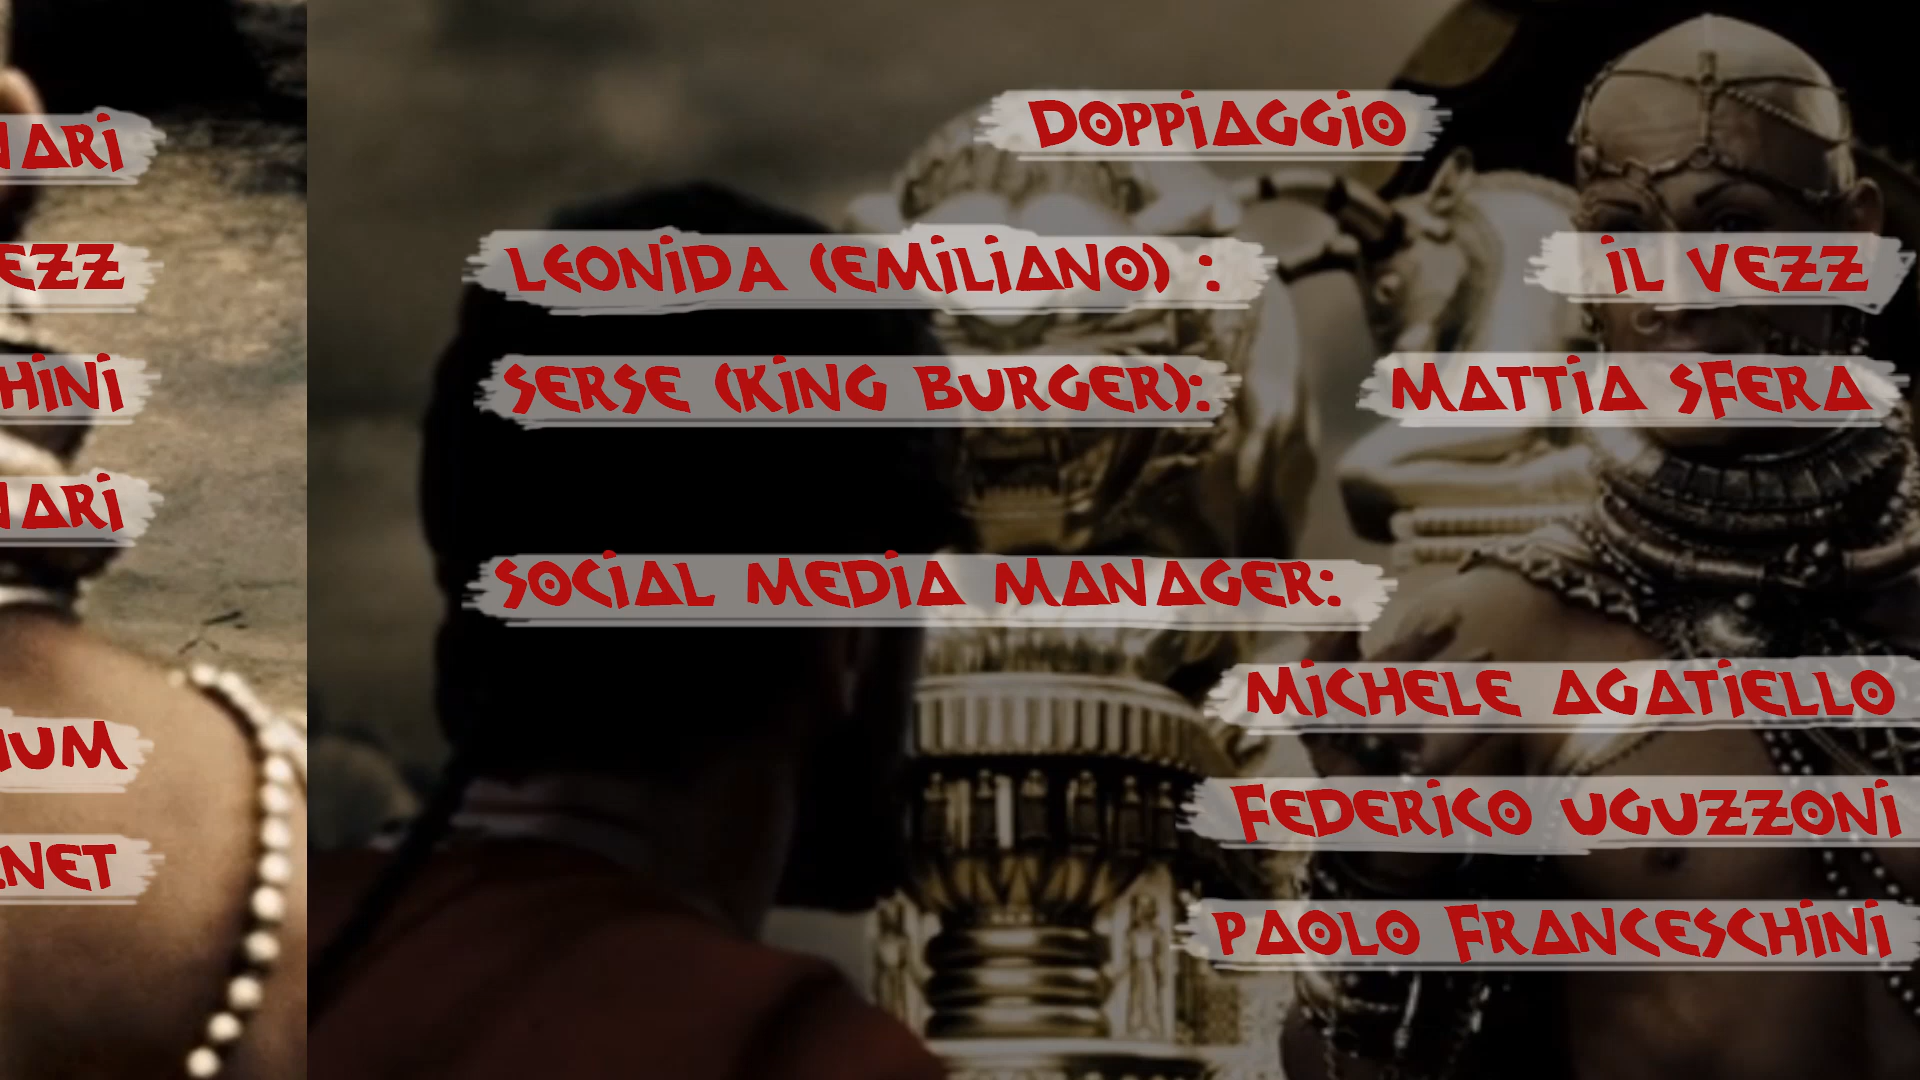 Doppiaggio
Leonida (Emiliano) :
il Vezz
Serse (King Burger):
Mattia Sfera
Social Media Manager:
Michele Agatiello
Federico Uguzzoni
Paolo Franceschini